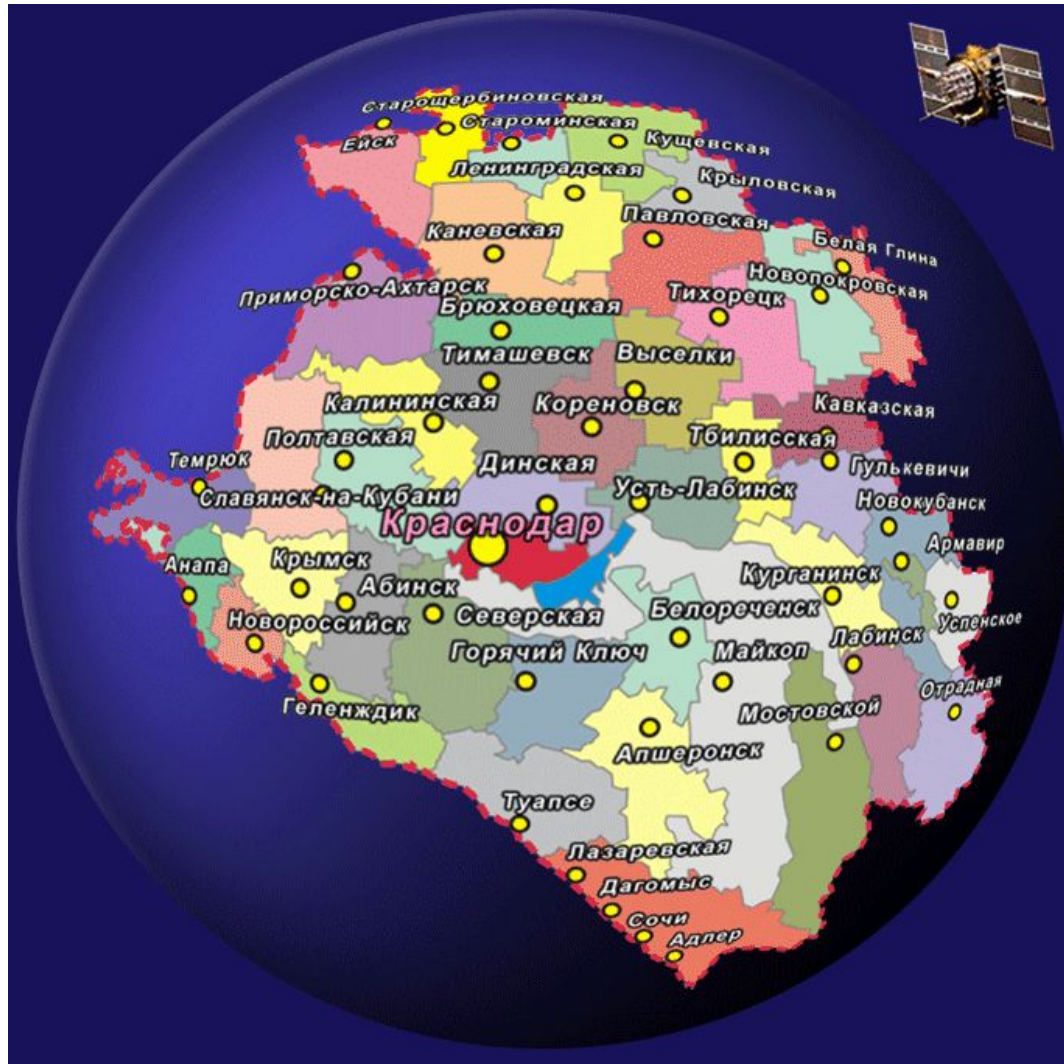 Старощербиновская
Ейск
Староминская
Кущевская
Ленинградская
Крыловская
Каневская
Павловская
Белая Глина
Приморско-Ахтарск
Новопокровская
Тихорецк
Брюховецкая
Тимашевск
Выселки
Калининская
Кореновск
Кавказская
Полтавская
Тбилисская
Темрюк
Динская
Гулькевичи
Славянск-на-Кубани
Усть-Лабинск
Новокубанск
Краснодар
Армавир
Анапа
Крымск
Абинск
Курганинск
Новороссийск
Северская
Белореченск
Лабинск
Успенское
Горячий Ключ
Майкоп
Отрадная
Геленждик
Мостовской
Апшеронск
Туапсе
Лазаревская
Дагомыс
Сочи
Адлер